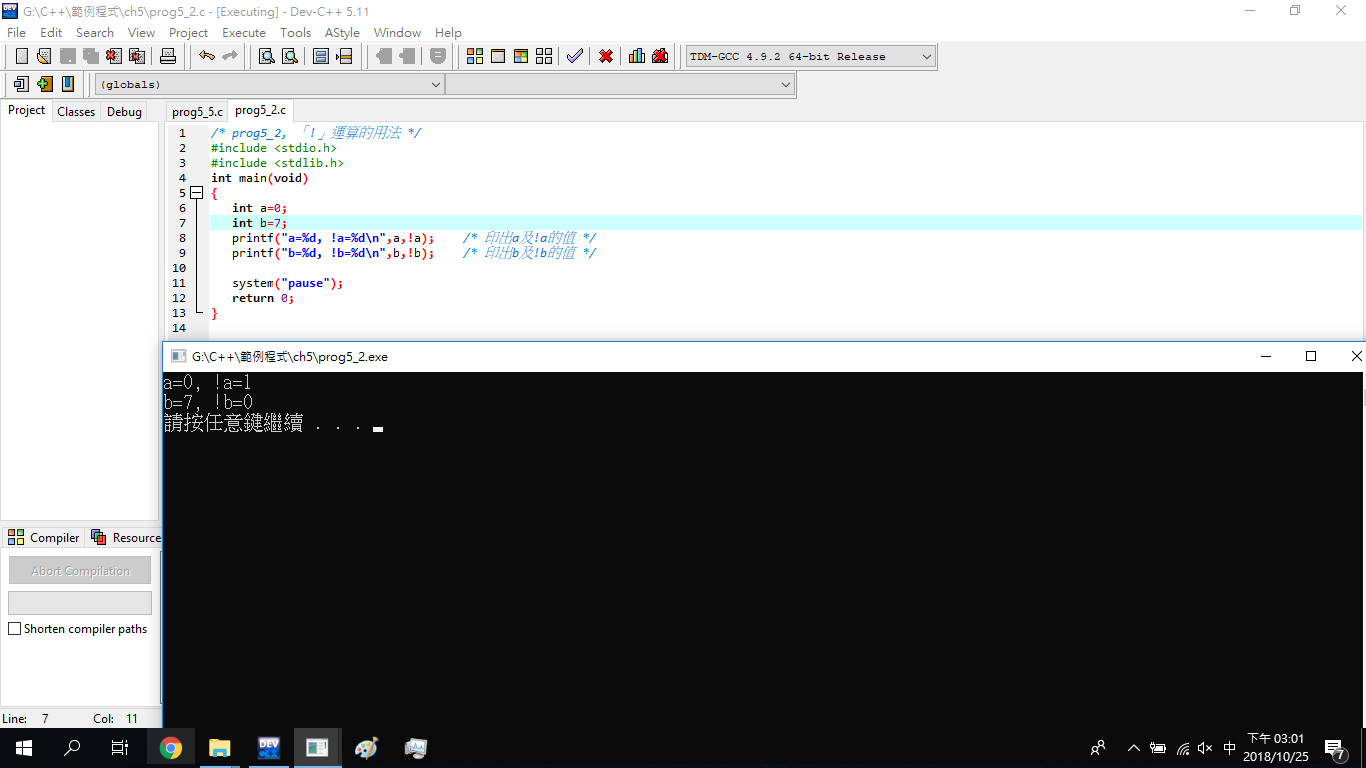 G:\C++\範例程式\ch5\prog5_2.c - [Executing] - Dev-C++ 5.11
File Edit Search View Project Execute Tools AStyle Window Help
TDM-GCC 4.9.2 64-bit Release
(globals)
Project Classes Debug
prog5_5.c prog5_2.c
1 /* prog5_2, 「!」運算的用法 */
2 #include <stdio.h>
3 #include <stdlib.h>
4 int main(void)
5 {
6 int a=0;
7 int b=7;
8 printf("a=%d, !a=%d\n",a,!a); /* 印出a及!a的值 */
9 printf("b=%d, !b=%d\n",b,!b); /* 印出b及!b的值 */
10
11 system("pause");
12 return 0;
13 }
14
G:\C++\範例程式\ch5\prog5_2.exe
a=0, !a=1
b=7, !b=0
請按任意鍵繼續 . . .
Compiler Resource
Abort Compilation
Shorten compiler paths
Line: 7 Col: 11
DEV
中
下午 03:01
2018/10/25
7